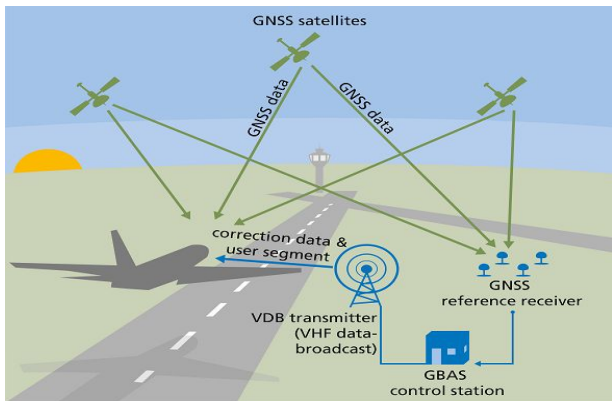 GNSS satellites
GNSS data
GNSS data
correction data &
user segment
GNSS
reference receiver
VDB transmitter
(VHF data-
broadcast)
GBAS
control station